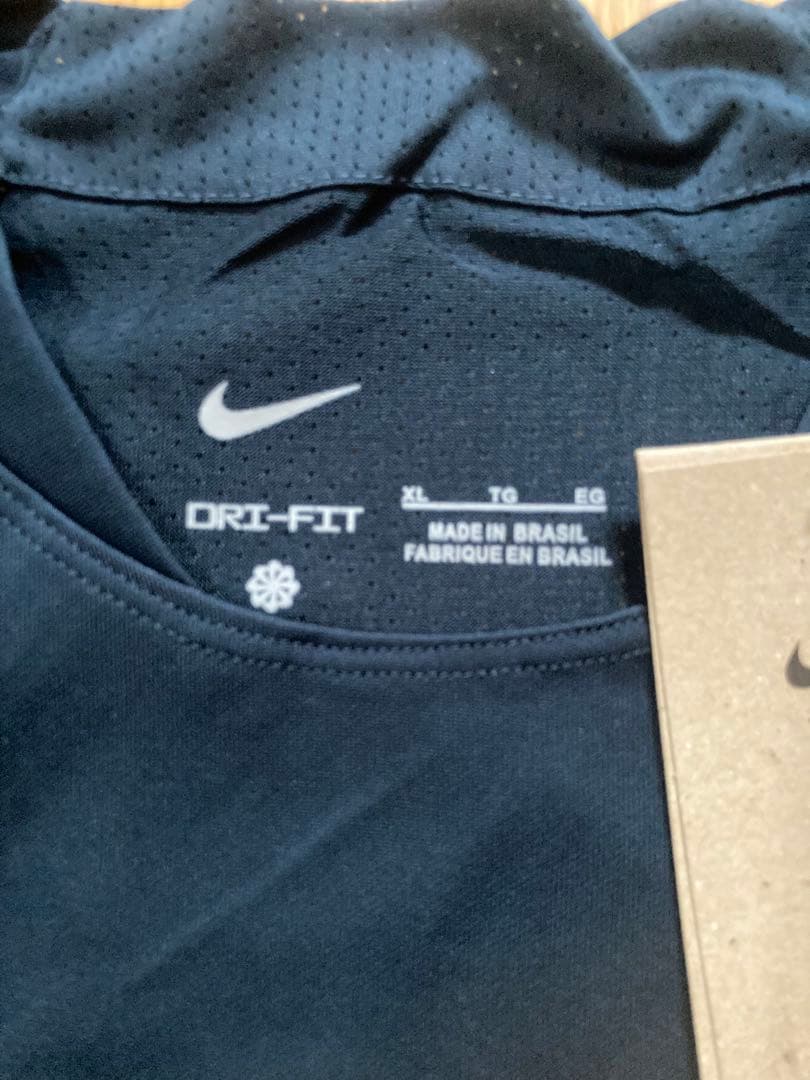 DRI-FIT
XL TG EG
MADE IN BRASIL
FABRIQUE EN BRASIL